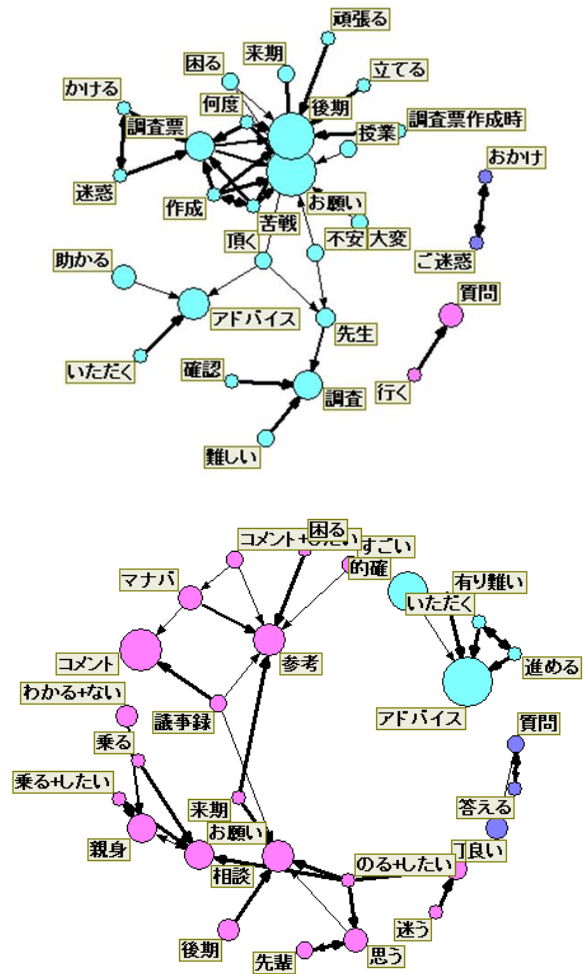 頑張る
困る
来期
立てる
かける
何度
後期
調査票
授業
調査票作成時
おかけ
迷惑
作成
苦戦
お願い
頂く
不安
大変
ご迷惑
助かる
質問
アドバイス
先生
いただく
確認
調査
行く
難しい
困る
コメント+したい
すごい
マナバ
的確
有り難い
いただく
コメント
参考
進める
わかる+ない
議事録
アドバイス
乗る
質問
乗る+したい
来期
答える
お願い
親身
相談
のる+したい
良い
後期
迷う
先輩
思う